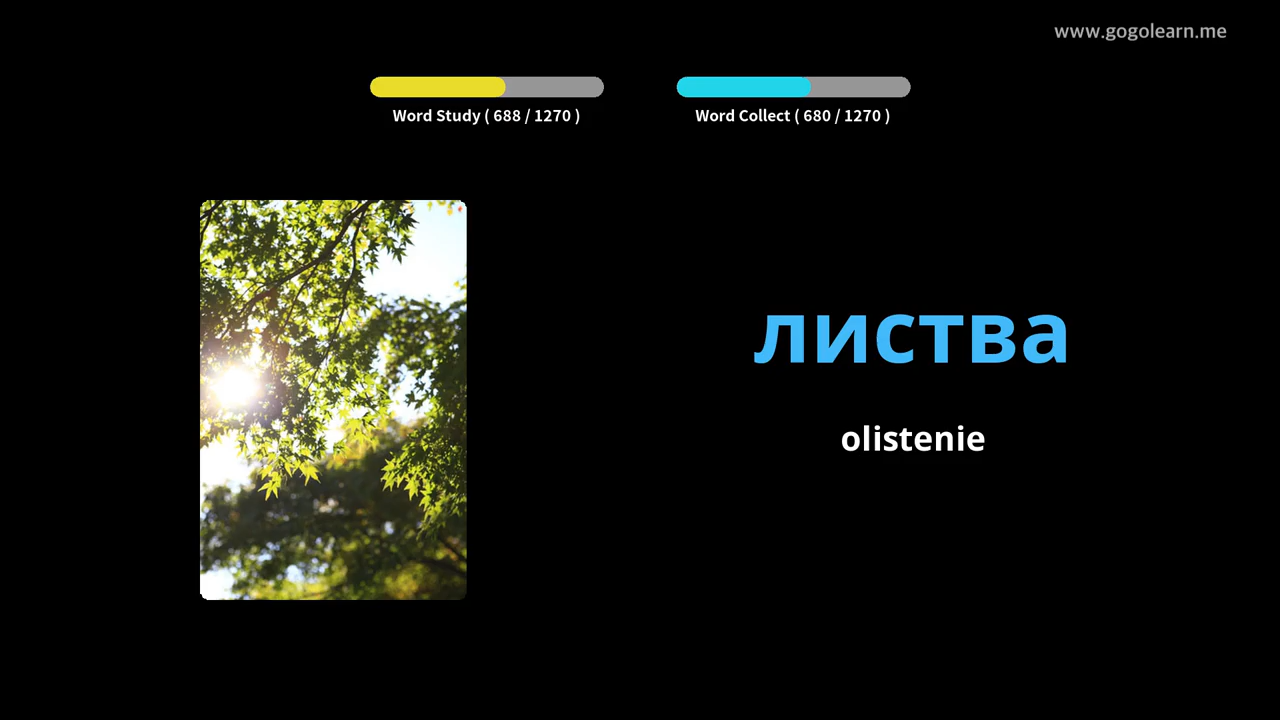 www.gogolearn.me
Word Study ( 688 / 1270 )
Word Collect ( 680 / 1270 )
листва
olistenie